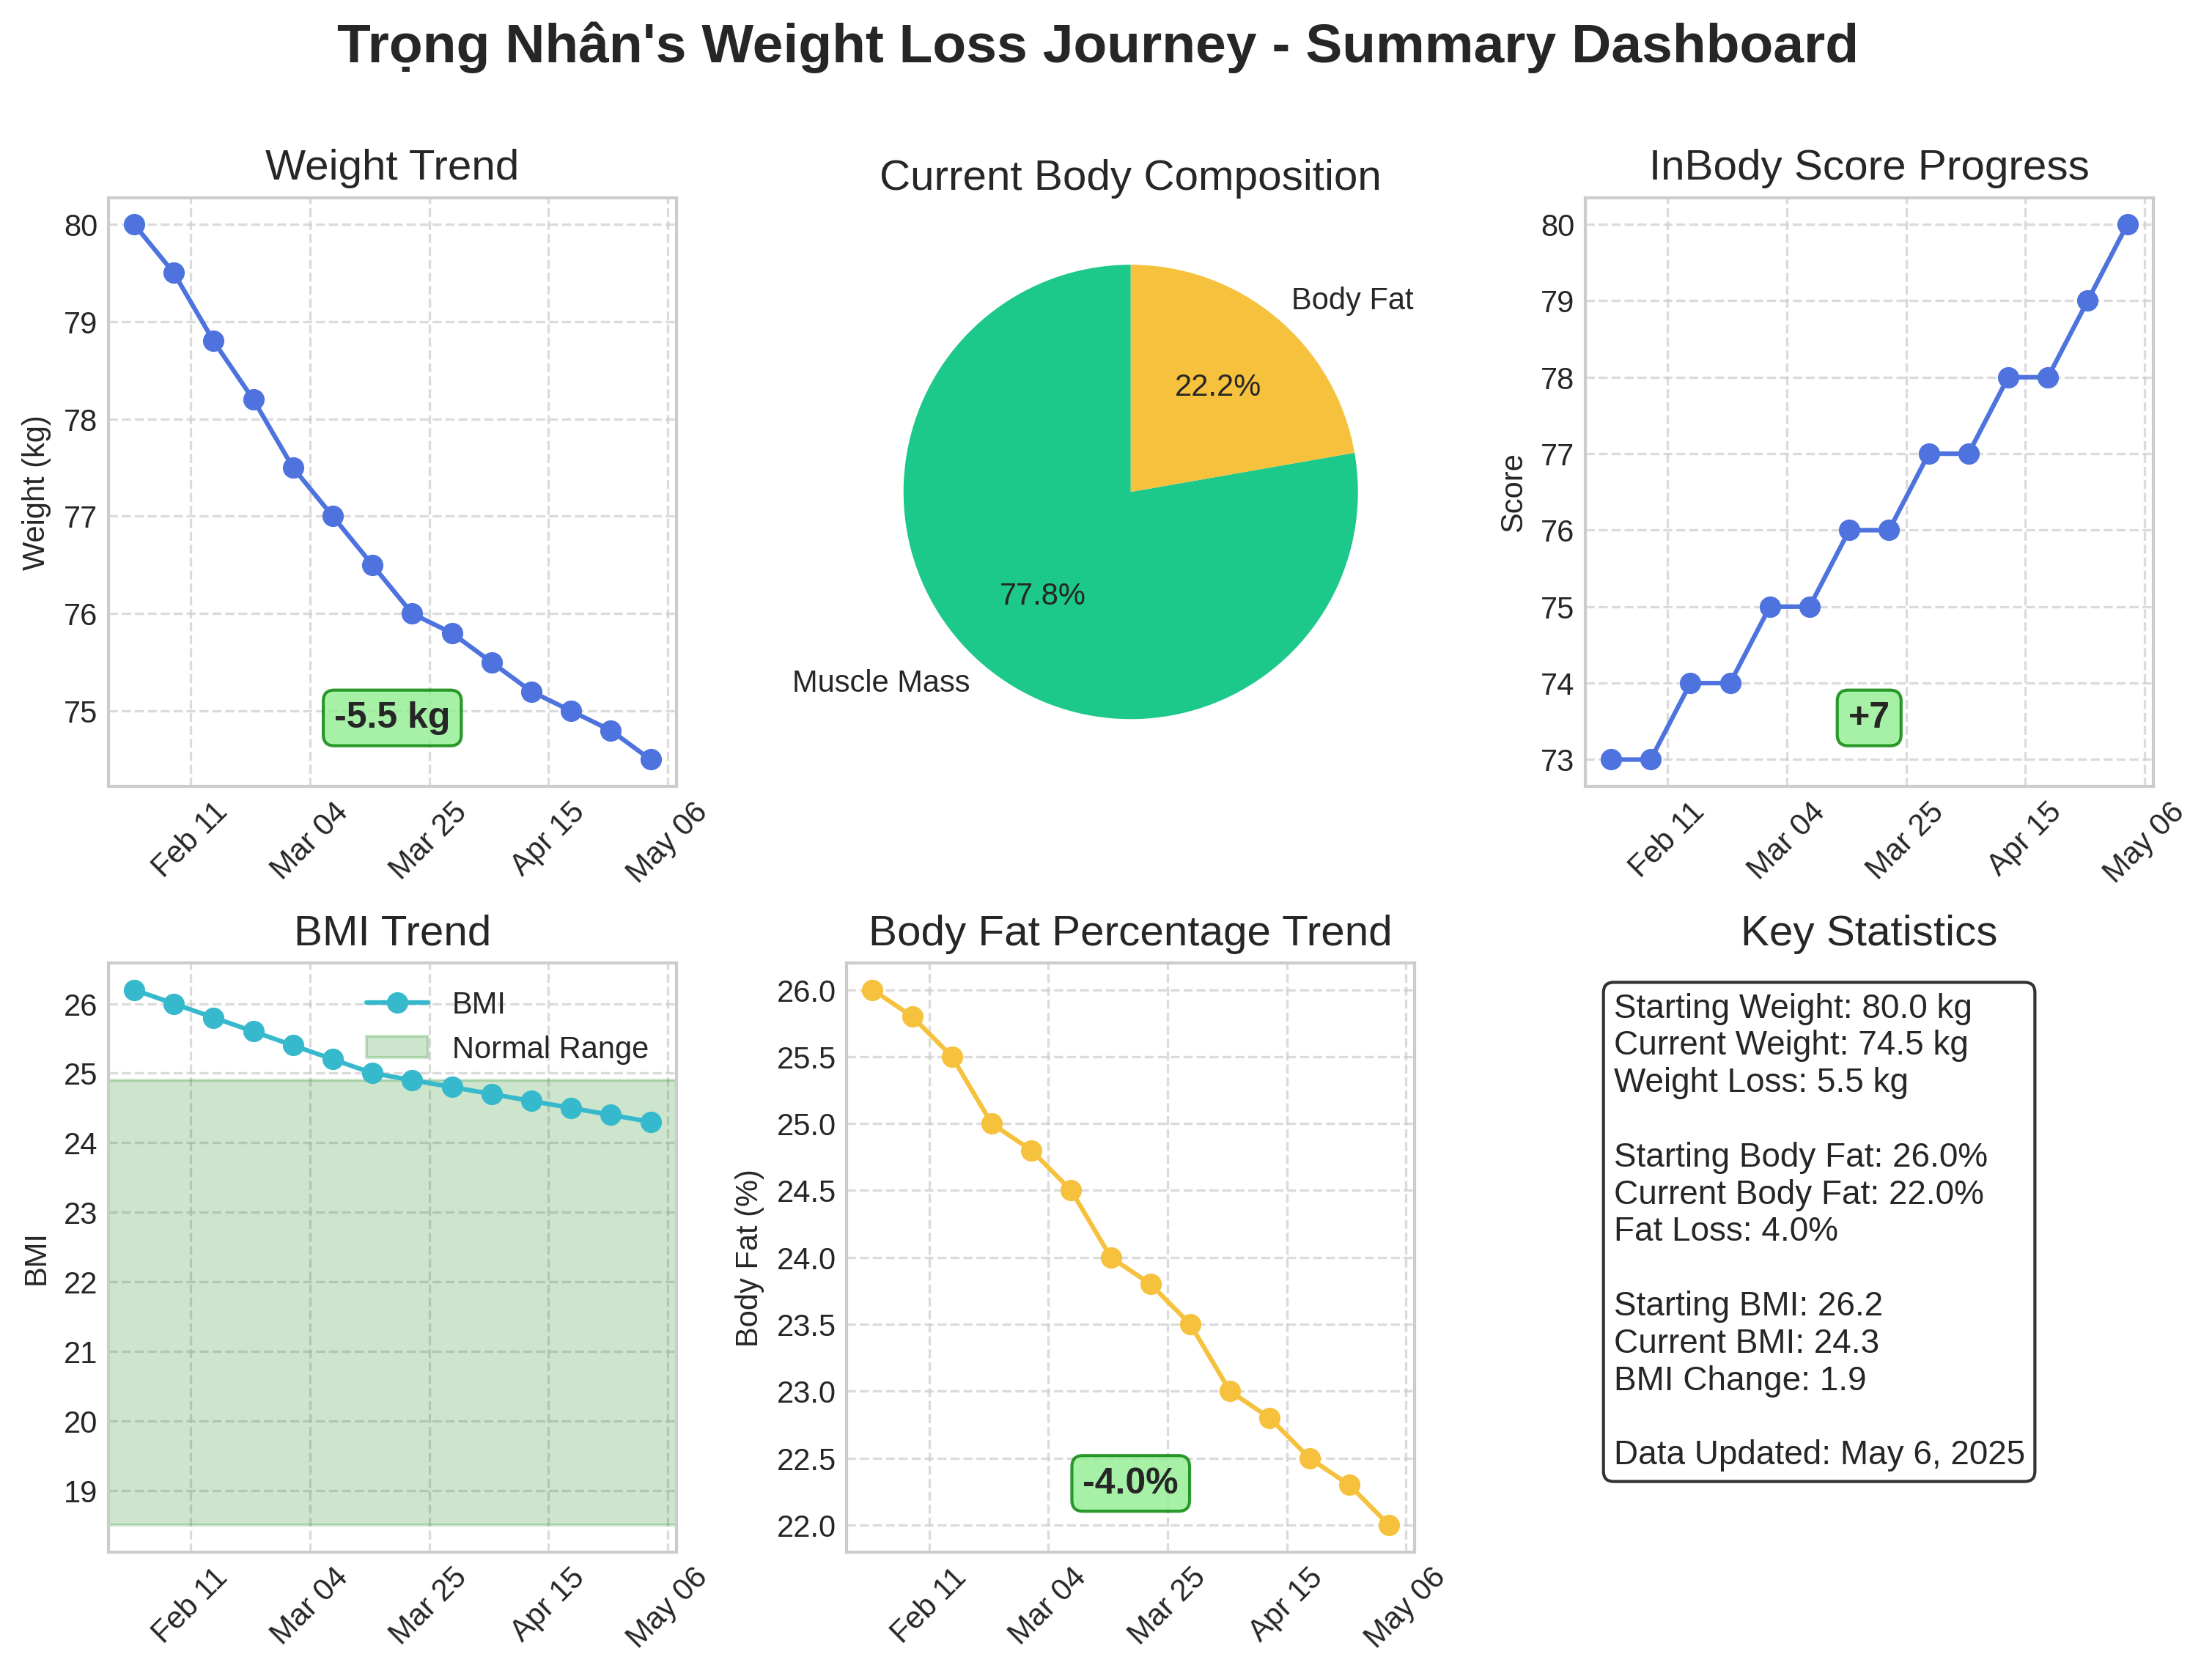 Trọng Nhân's Weight Loss Journey - Summary Dashboard
Weight Trend
Weight (kg)
80
79
78
77
76
75
-5.5 kg
Feb 11
Mar 04
Mar 25
Apr 15
May 06
Current Body Composition
Body Fat
22.2%
77.8%
Muscle Mass
InBody Score Progress
Score
80
79
78
77
76
75
74
73
+7
Feb 11
Mar 04
Mar 25
Apr 15
May 06
BMI Trend
BMI
26
25
24
23
22
21
20
19
BMI
Normal Range
Feb 11
Mar 04
Mar 25
Apr 15
May 06
Body Fat Percentage Trend
Body Fat (%)
26.0
25.5
25.0
24.5
24.0
23.5
23.0
22.5
22.0
-4.0%
Feb 11
Mar 04
Mar 25
Apr 15
May 06
Key Statistics
Starting Weight: 80.0 kg
Current Weight: 74.5 kg
Weight Loss: 5.5 kg
Starting Body Fat: 26.0%
Current Body Fat: 22.0%
Fat Loss: 4.0%
Starting BMI: 26.2
Current BMI: 24.3
BMI Change: 1.9
Data Updated: May 6, 2025